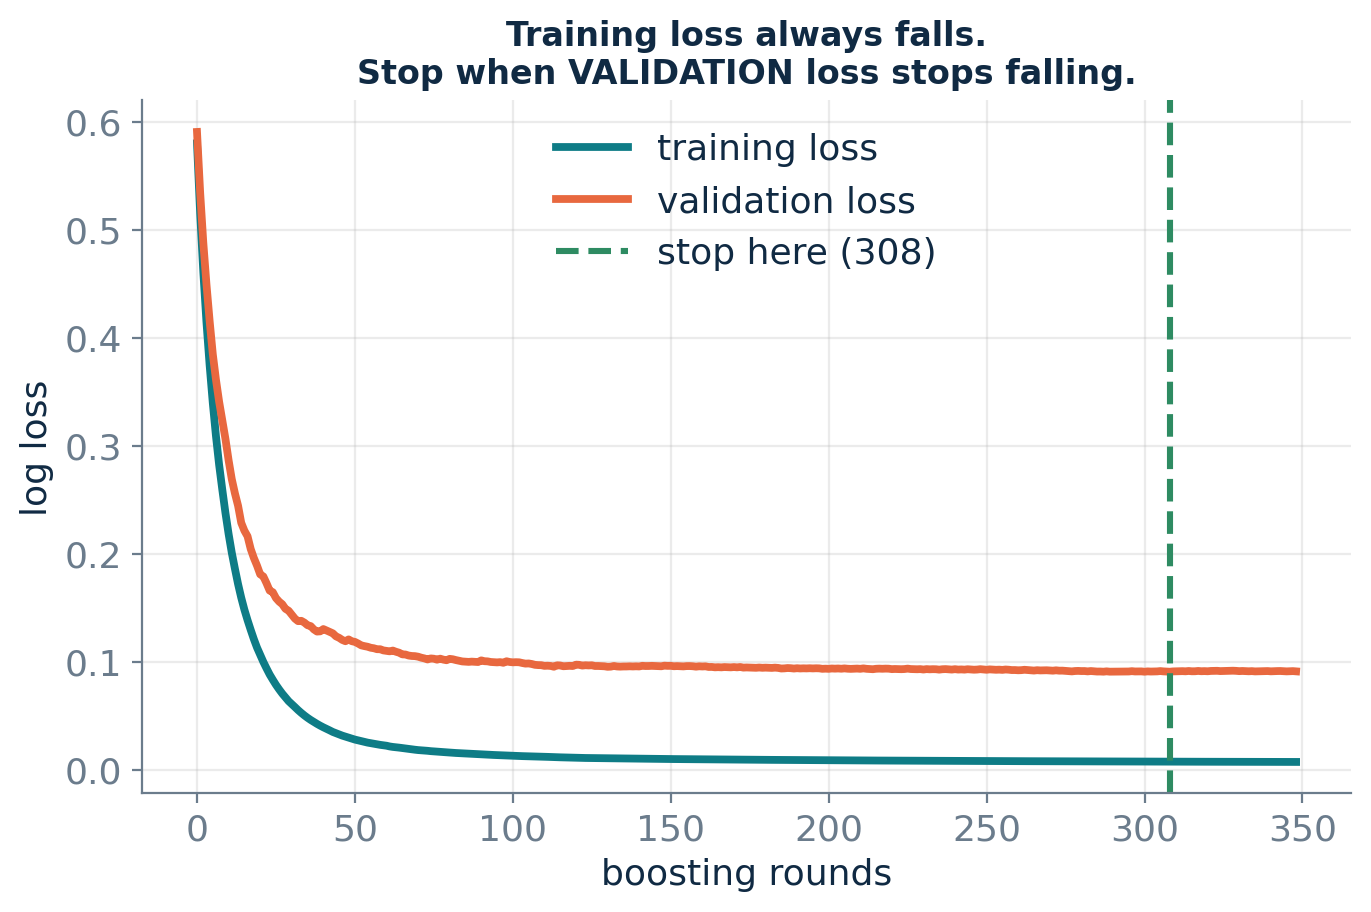 Training loss always falls.
Stop when VALIDATION loss stops falling.
training loss
validation loss
stop here (308)
log loss
0.6
0.5
0.4
0.3
0.2
0.1
0.0
0 50 100 150 200 250 300 350
boosting rounds